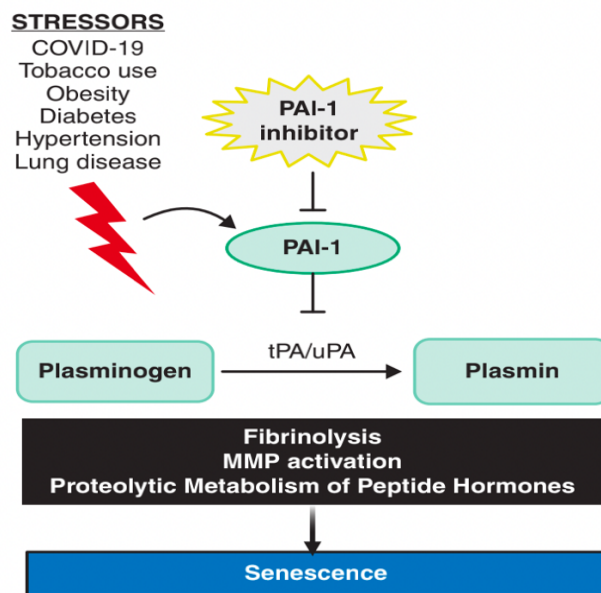 STRESSORS
COVID-19
Tobacco use
Obesity
Diabetes
Hypertension
Lung disease
PAI-1
inhibitor
PAI-1
tPA/uPA
Plasminogen
Plasmin
Fibrinolysis
MMP activation
Proteolytic Metabolism of Peptide Hormones
Senescence